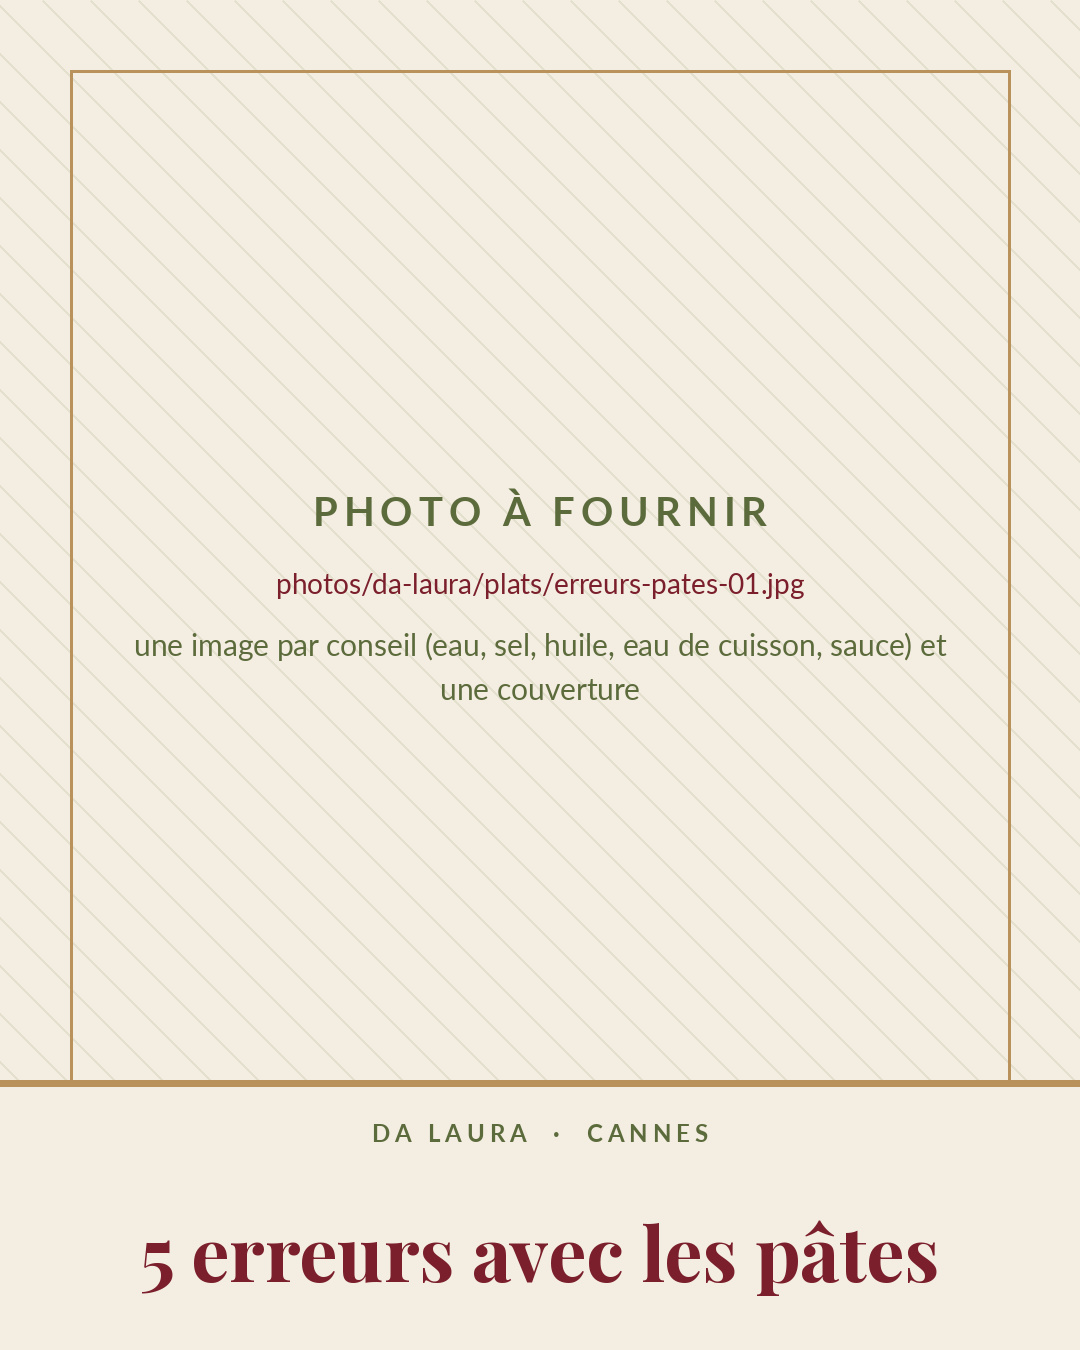 PHOTO À FOURNIR
photos/da-laura/plats/erreurs-pates-01.jpg
une image par conseil (eau, sel, huile, eau de cuisson, sauce) et
une couverture
DA LAURA · CANNES
5 erreurs avec les pâtes